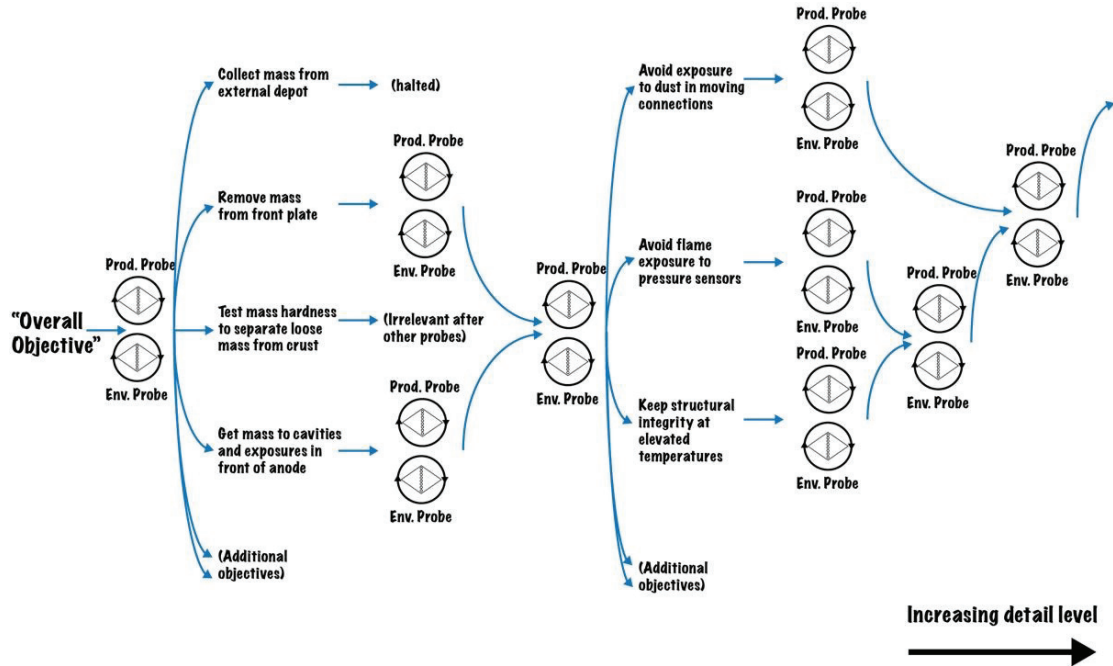 "Overall
Objective"
Prod. Probe
Env. Probe
Collect mass from
external depot
(halted)
Remove mass
from front plate
Prod. Probe
Env. Probe
Test mass hardness
to separate loose
mass from crust
(Irrelevant after
other probes)
Get mass to cavities
and exposures in
front of anode
Prod. Probe
Env. Probe
(Additional
objectives)
Prod. Probe
Env. Probe
Avoid exposure
to dust in moving
connections
Prod. Probe
Env. Probe
Avoid flame
exposure to
pressure sensors
Prod. Probe
Env. Probe
Keep structural
integrity at
elevated
temperatures
Prod. Probe
Env. Probe
(Additional
objectives)
Prod. Probe
Env. Probe
Prod. Probe
Env. Probe
Increasing detail level